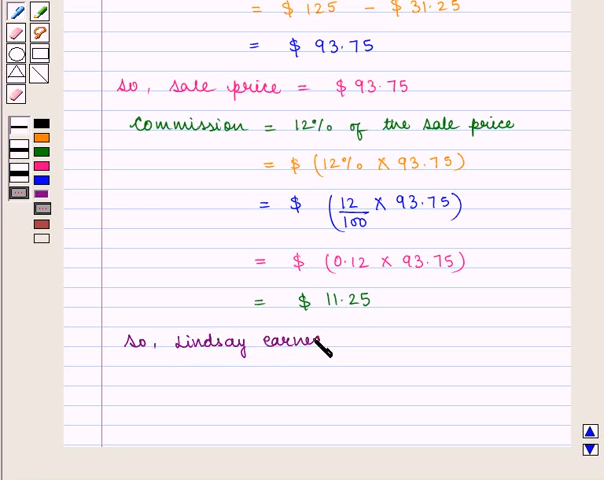 = $ 125 - $ 31.25
= $ 93.75
So, sale price = $ 93.75
Commission = 12% of the sale price
= $ (12% × 93.75)
= $ (12/100 × 93.75)
= $ (0.12 × 93.75)
= $ 11.25
So, Lindsay earne